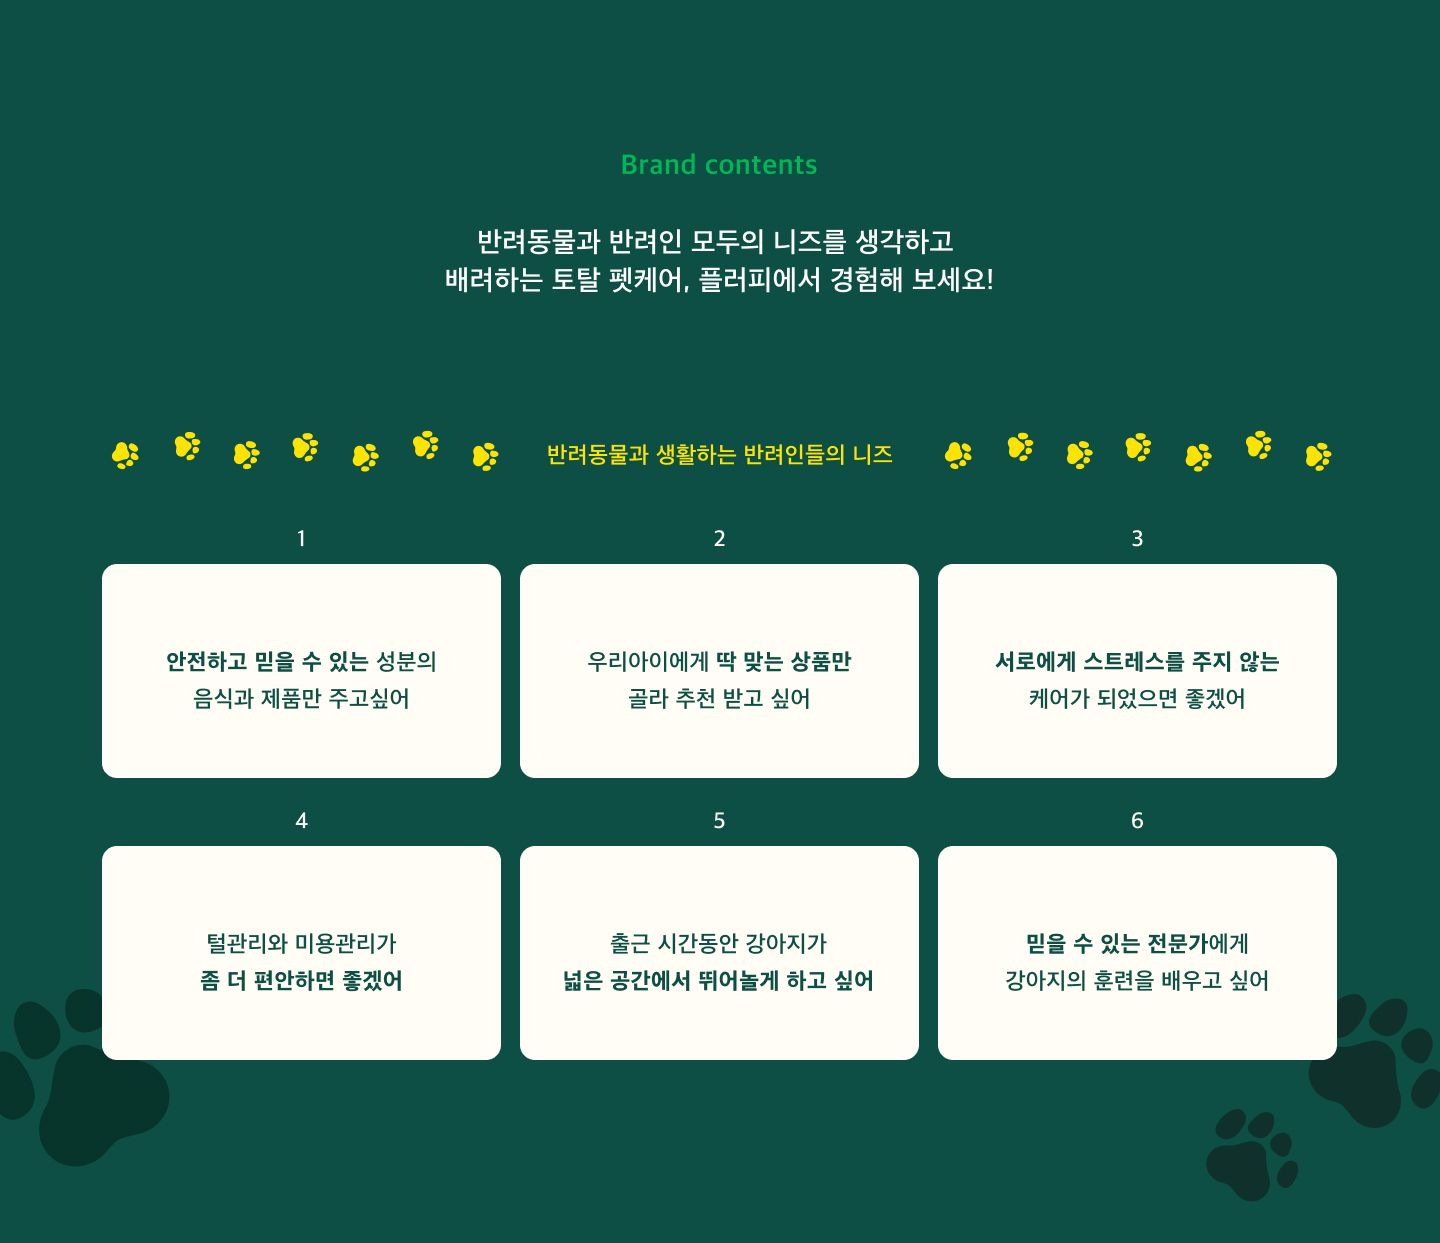 Brand contents
반려동물과 반려인 모두의 니즈를 생각하고
배려하는 토탈 펫케어, 플러피에서 경험해 보세요!
반려동물과 생활하는 반려인들의 니즈
1
안전하고 믿을 수 있는 성분의
음식과 제품만 주고싶어
2
우리아이에게 딱 맞는 상품만
골라 추천 받고 싶어
3
서로에게 스트레스를 주지 않는
케어가 되었으면 좋겠어
4
털관리와 미용관리가
좀 더 편안하면 좋겠어
5
출근 시간동안 강아지가
넓은 공간에서 뛰어놀게 하고 싶어
6
믿을 수 있는 전문가에게
강아지의 훈련을 배우고 싶어